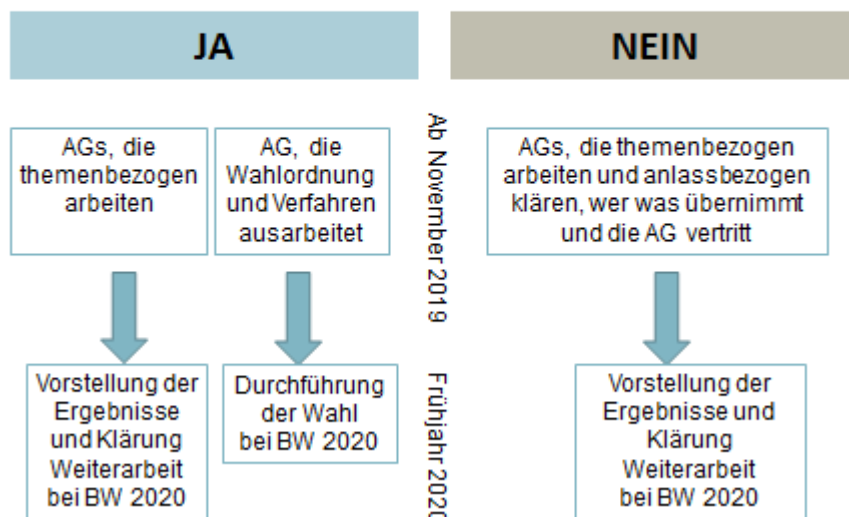 JA
NEIN
AGs, die
themenbezogen
arbeiten
AG, die
Wahlordnung
und Verfahren
ausarbeitet
Ab November 2019
AGs, die themenbezogen
arbeiten und anlassbezogen
klären, wer was übernimmt
und die AG vertritt
Vorstellung der
Ergebnisse
und Klärung
Weiterarbeit
bei BW 2020
Durchführung
der Wahl
bei BW 2020
Frühjahr 2020
Vorstellung der
Ergebnisse und
Klärung
Weiterarbeit
bei BW 2020